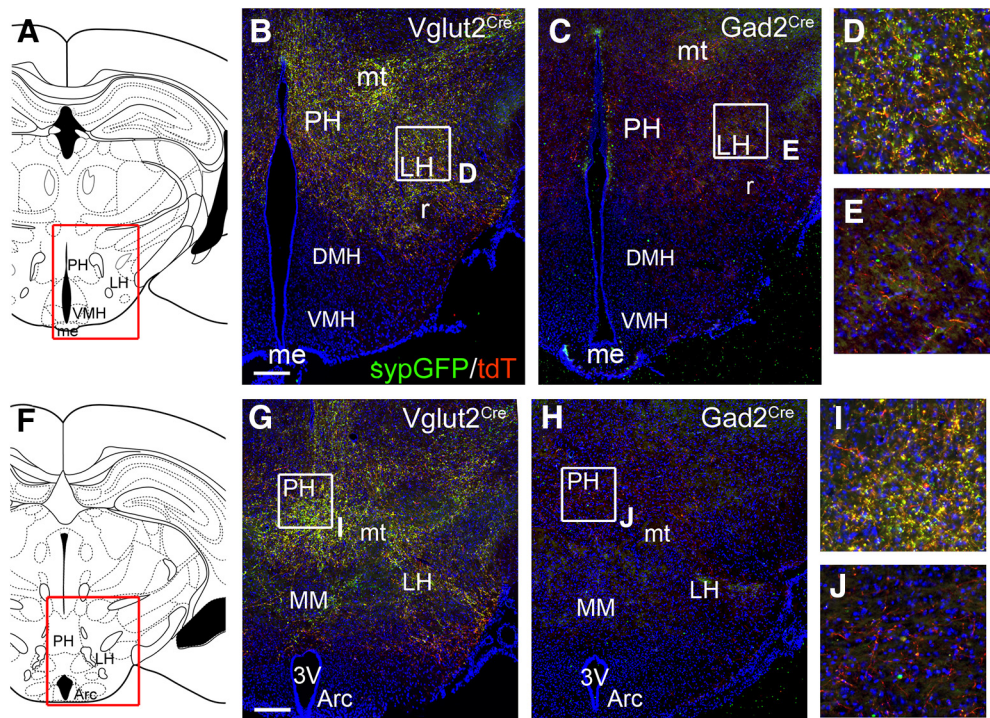 A
PH
LH
VMH
me
B
Vglut2Cre
mt
PH
LH
D
r
DMH
VMH
me
sypGFP/tdT
C
Gad2Cre
mt
PH
LH
E
r
DMH
VMH
me
D
E
F
PH
LH
Arc
G
Vglut2Cre
PH
I
mt
LH
MM
3V
Arc
H
Gad2Cre
PH
J
mt
LH
MM
3V
Arc
I
J